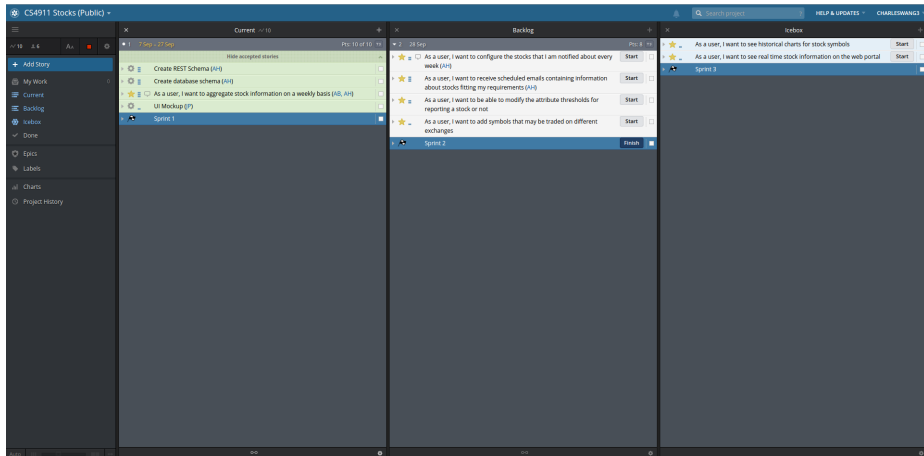 CS4911 Stocks (Public)
Search project
HELP & UPDATES
CHARLESWANG3
10
6
Add Story
My Work 0
Current
Backlog
Icebox
Done
Epics
Labels
Charts
Project History
Current 10
1 7 Sep - 27 Sep Pts: 10 of 10
Hide accepted stories
Create REST Schema (AH)
Create database schema (AH)
As a user, I want to aggregate stock information on a weekly basis (AB, AH)
UI Mockup (JP)
Sprint 1
Backlog
2 28 Sep Pts: 8
As a user, I want to configure the stocks that I am notified about every
week (AH)
Start
As a user, I want to receive scheduled emails containing information
about stocks fitting my requirements (AH)
Start
As a user, I want to be able to modify the attribute thresholds for
reporting a stock or not
Start
As a user, I want to add symbols that may be traded on different
exchanges
Start
Sprint 2 Finish
Icebox
As a user, I want to see historical charts for stock symbols Start
As a user, I want to see real time stock information on the web portal Start
Sprint 3
Auto